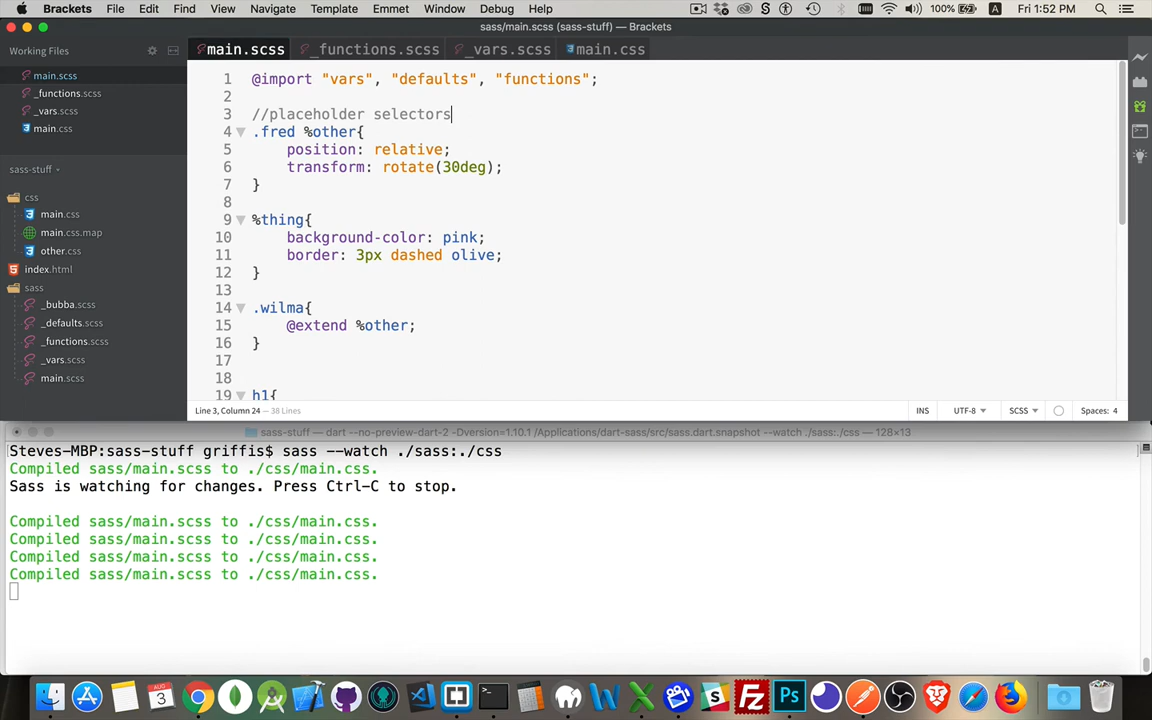 Brackets File Edit Find View Navigate Template Emmet Window Debug Help 100% A Fri 1:52 PM
sass/main.scss (sass-stuff) — Brackets
Working Files
main.scss
_functions.scss
_vars.scss
main.css
sass-stuff
css
main.css
main.css.map
other.css
index.html
sass
_bubba.scss
_defaults.scss
_functions.scss
_vars.scss
main.scss
main.scss _functions.scss _vars.scss main.css
1 @import "vars", "defaults", "functions";
2
3 //placeholder selectors
4 .fred %other{
5 position: relative;
6 transform: rotate(30deg);
7 }
8
9 %thing{
10 background-color: pink;
11 border: 3px dashed olive;
12 }
13
14 .wilma{
15 @extend %other;
16 }
17
18
19 h1{
Line 3, Column 24 — 38 Lines
INS UTF-8 SCSS Spaces: 4
sass-stuff — dart --no-preview-dart-2 -Dversion=1.10.1 /Applications/dart-sass/src/sass.dart.snapshot --watch ./sass:./css — 128×13
Steves-MBP:sass-stuff griffis$ sass --watch ./sass:./css
Compiled sass/main.scss to ./css/main.css.
Sass is watching for changes. Press Ctrl-C to stop.
Compiled sass/main.scss to ./css/main.css.
Compiled sass/main.scss to ./css/main.css.
Compiled sass/main.scss to ./css/main.css.
Compiled sass/main.scss to ./css/main.css.
AUG
3
Ps